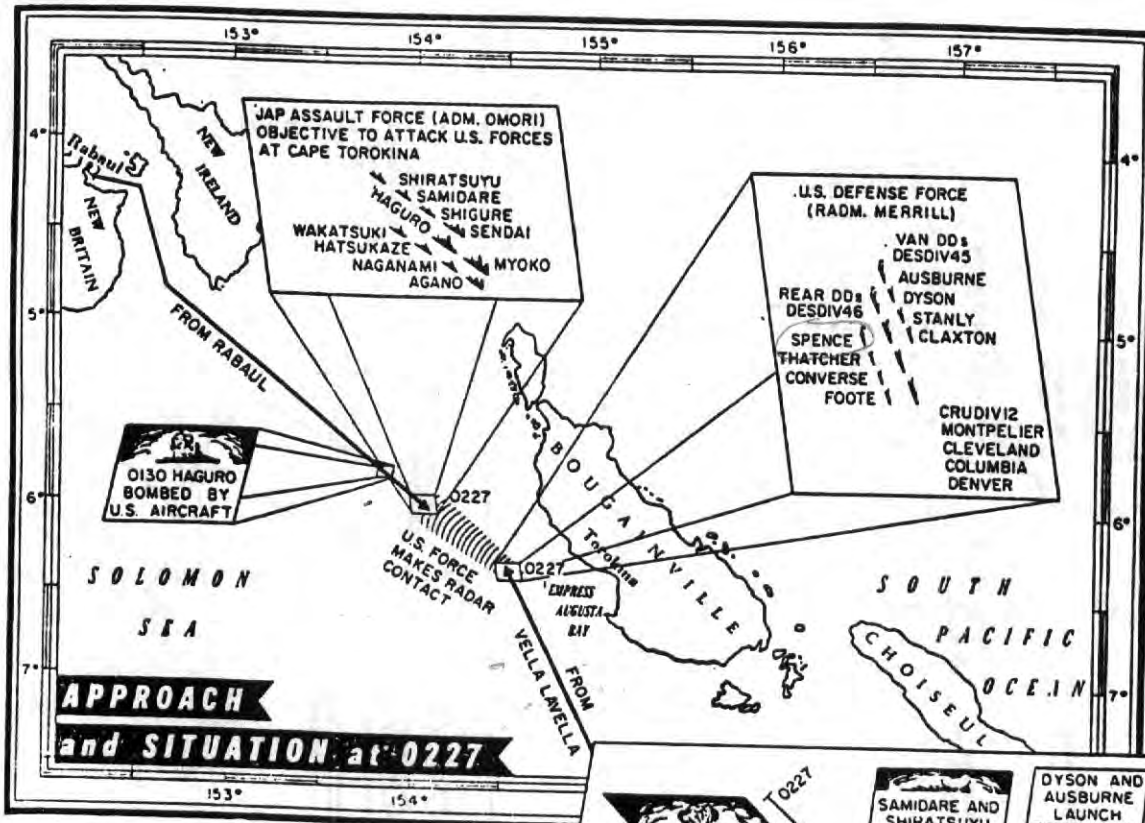 153°
154°
155°
156°
157°
4°
4°
Rabaul
NEW
IRELAND
NEW
BRITAIN
JAP ASSAULT FORCE (ADM. OMORI)
OBJECTIVE TO ATTACK U.S. FORCES
AT CAPE TOROKINA
SHIRATSUYU
SAMIDARE
HAGURO
SHIGURE
SENDAI
WAKATSUKI
HATSUKAZE
MYOKO
NAGANAMI
AGANO
U.S. DEFENSE FORCE
(RADM. MERRILL)
VAN DDs
DESDIV45
AUSBURNE
REAR DDs
DYSON
DESDIV46
STANLY
SPENCE
CLAXTON
THATCHER
CONVERSE
FOOTE
CRUDIV12
MONTPELIER
CLEVELAND
COLUMBIA
DENVER
5°
5°
FROM RABAUL
0130 HAGURO
BOMBED BY
U.S. AIRCRAFT
6°
6°
0227
U.S. FORCE
MAKES RADAR
CONTACT
0227
BOUGAINVILLE
Torokina
EMPRESS
AUGUSTA
BAY
SOLOMON
SEA
SOUTH
PACIFIC
OCEAN
CHOISEUL
7°
7°
FROM
VELLA LAVELLA
APPROACH
and SITUATION at 0227
153°
154°
0227
SAMIDARE AND
SHIRATSUYU
DYSON AND
AUSBURNE
LAUNCH